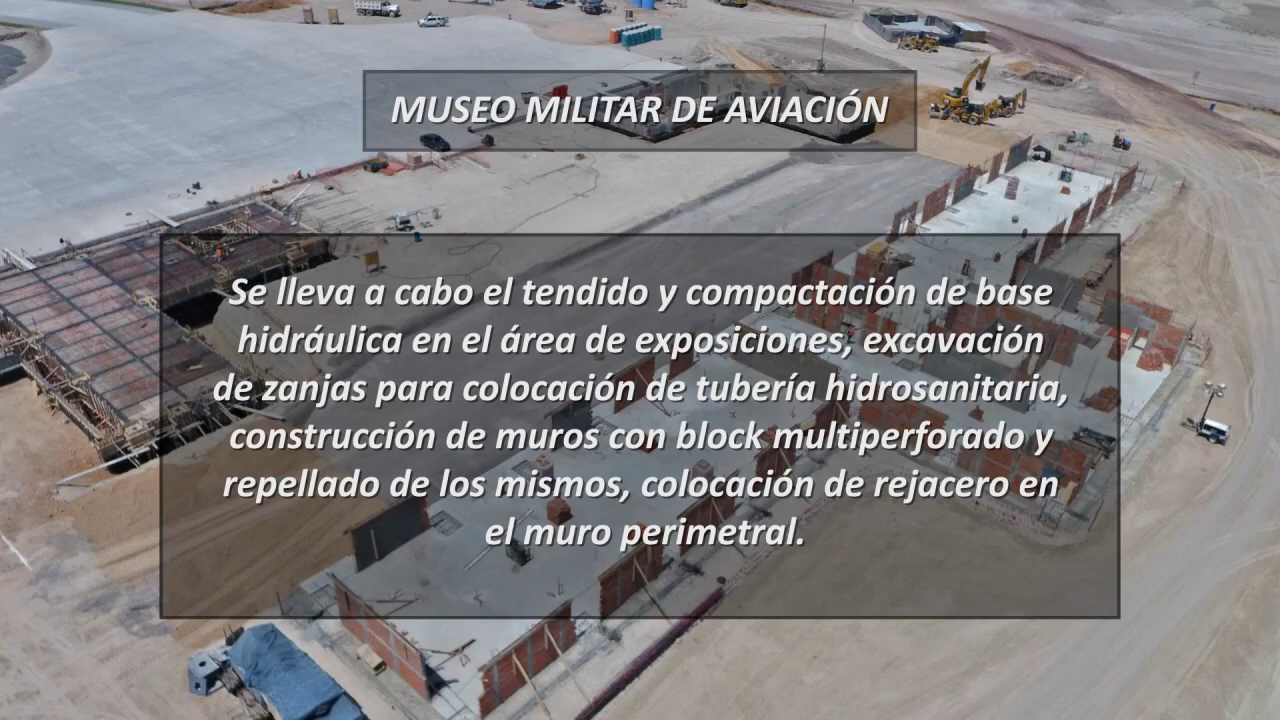 MUSEO MILITAR DE AVIACIÓN
Se lleva a cabo el tendido y compactación de base
hidráulica en el área de exposiciones, excavación
de zanjas para colocación de tubería hidrosanitaria,
construcción de muros con block multiperforado y
repellado de los mismos, colocación de rejacero en
el muro perimetral.